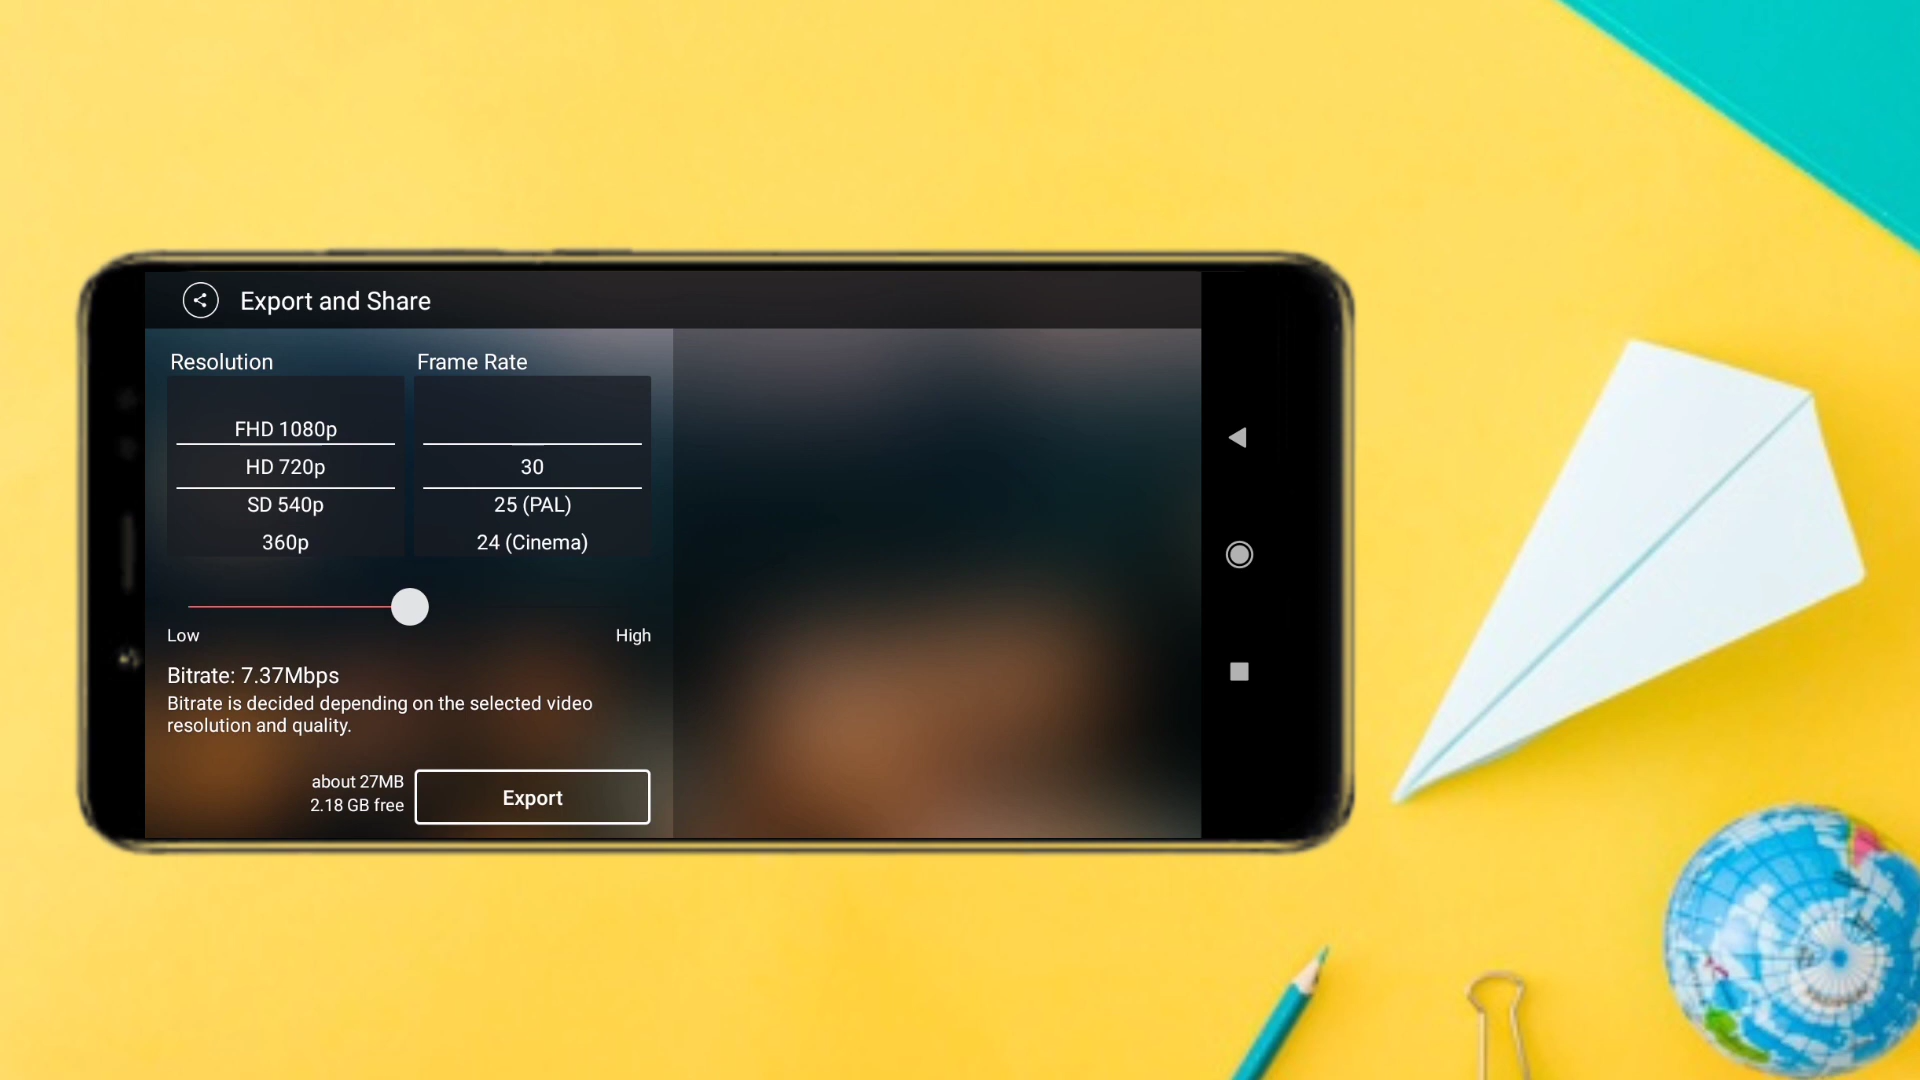 Export and Share
Resolution
Frame Rate
FHD 1080p
HD 720p
SD 540p
360p
30
25 (PAL)
24 (Cinema)
Low
High
Bitrate: 7.37Mbps
Bitrate is decided depending on the selected video
resolution and quality.
about 27MB
2.18 GB free
Export